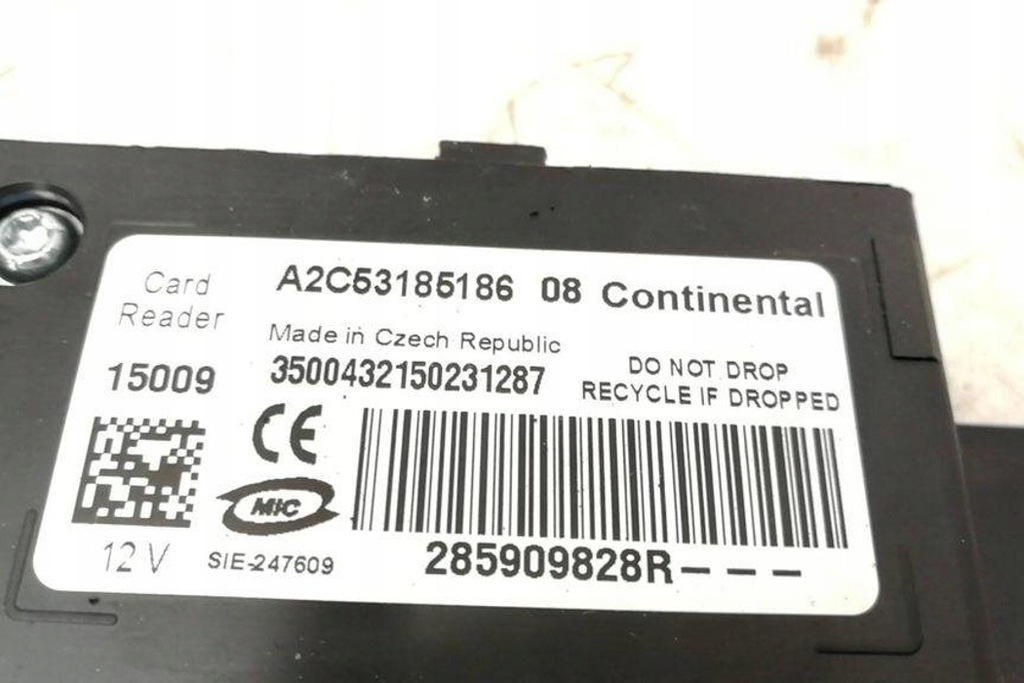 Card Reader
A2C53185186 08 Continental
Made in Czech Republic
15009
3500432150231287
DO NOT DROP
RECYCLE IF DROPPED
CE
MIC
12 V
SIE-247609
285909828R---